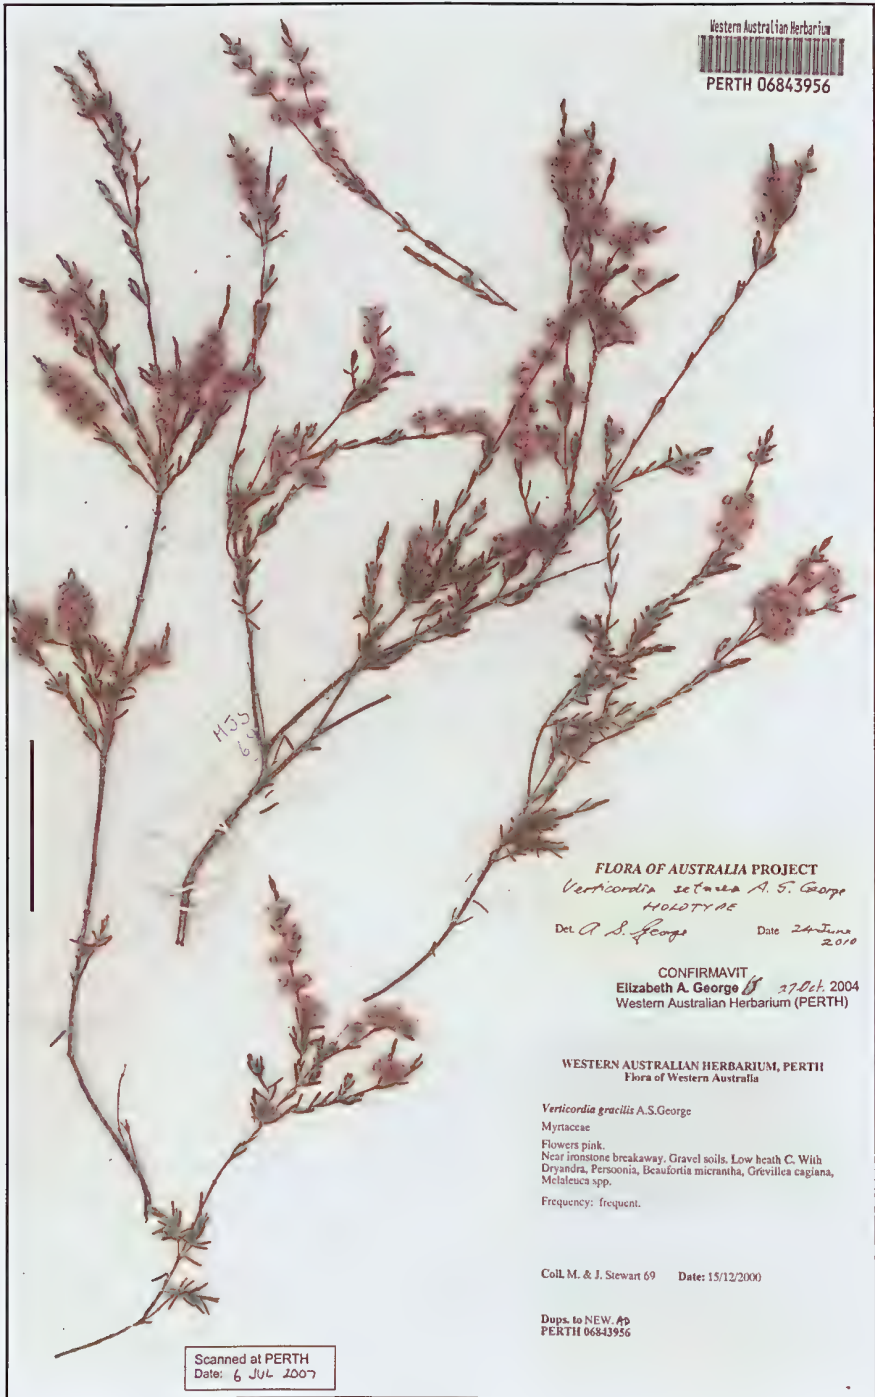 Western Australian Herbarium
PERTH 06843956
MJS
FLORA OF AUSTRALIA PROJECT
Verticordia setacea A. S. George
HOLOTYPE
Det. A. S. George Date 24 June
2010
CONFIRMAVIT
Elizabeth A. George 27 Oct. 2004
Western Australian Herbarium (PERTH)
WESTERN AUSTRALIAN HERBARIUM, PERTH
Flora of Western Australia
Verticordia gracilis A.S.George
Myrtaceae
Flowers pink.
Near ironstone breakaway. Gravel soils. Low heath C. With
Dryandra, Persoonia, Beaufortia micrantha, Grevillea cagiana,
Melaleuca spp.
Frequency: frequent.
Coll. M. & J. Stewart 69 Date: 15/12/2000
Dups. to NEW. AD
PERTH 06843956
Scanned at PERTH
Date: 6 JUL 2007